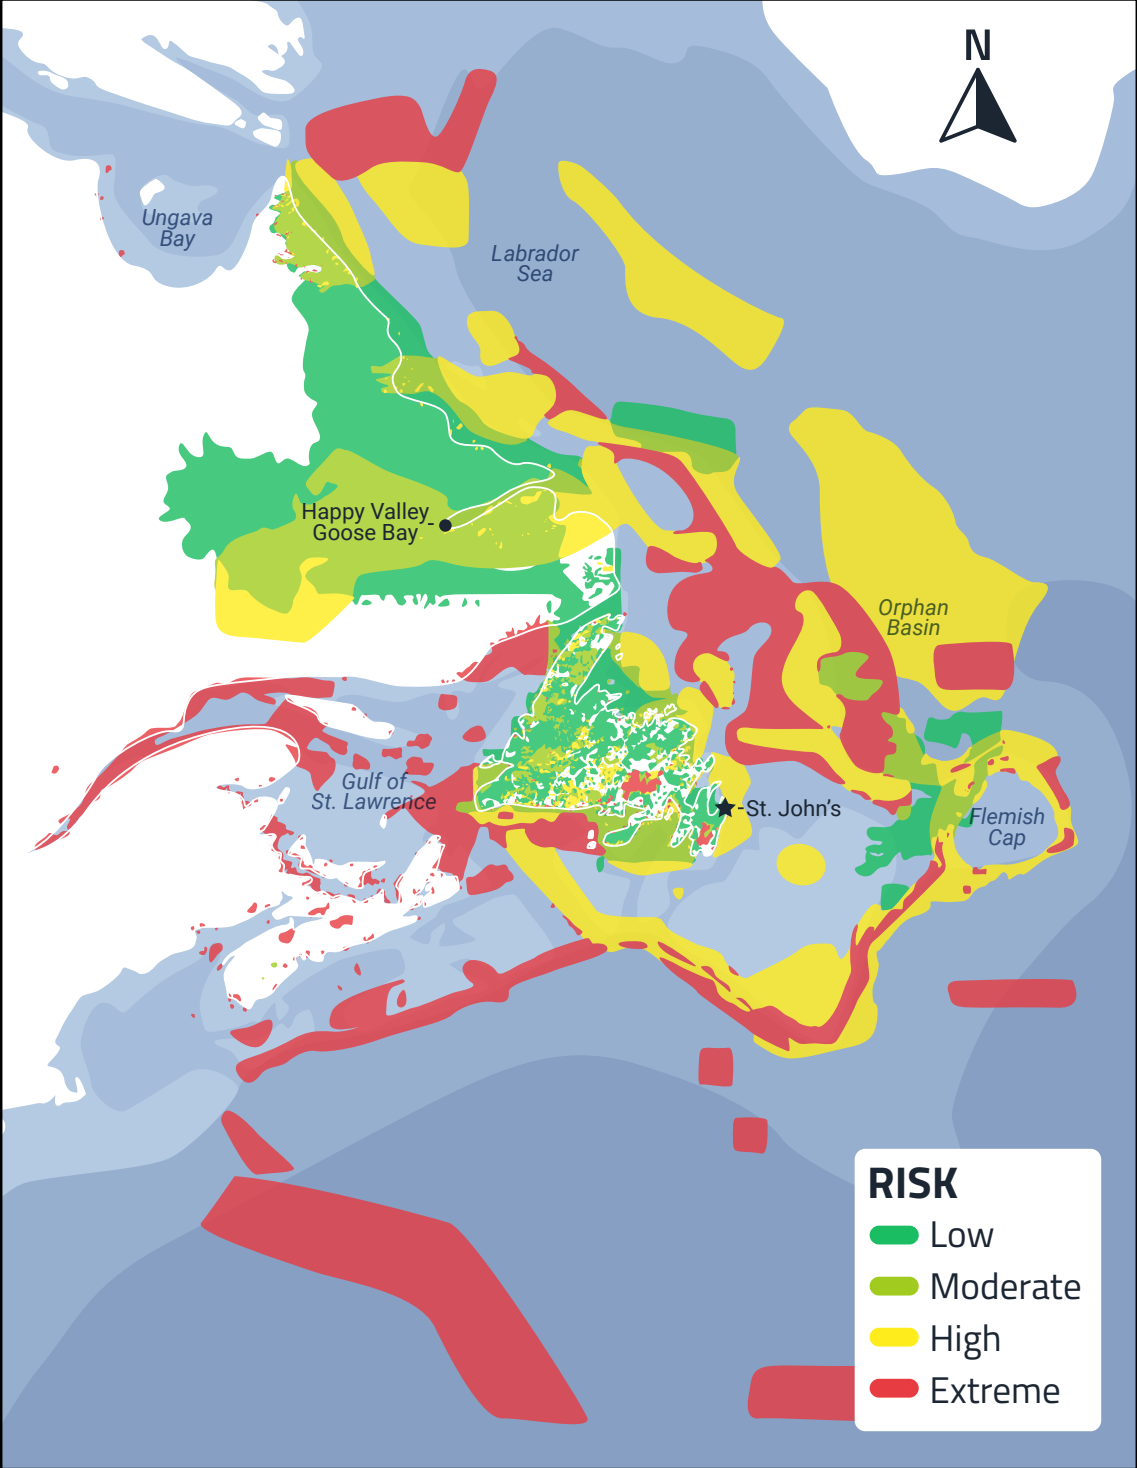 N
Ungava
Bay
Labrador
Sea
Happy Valley
Goose Bay
Orphan
Basin
Gulf of
St. Lawrence
St. John's
Flemish
Cap
RISK
Low
Moderate
High
Extreme